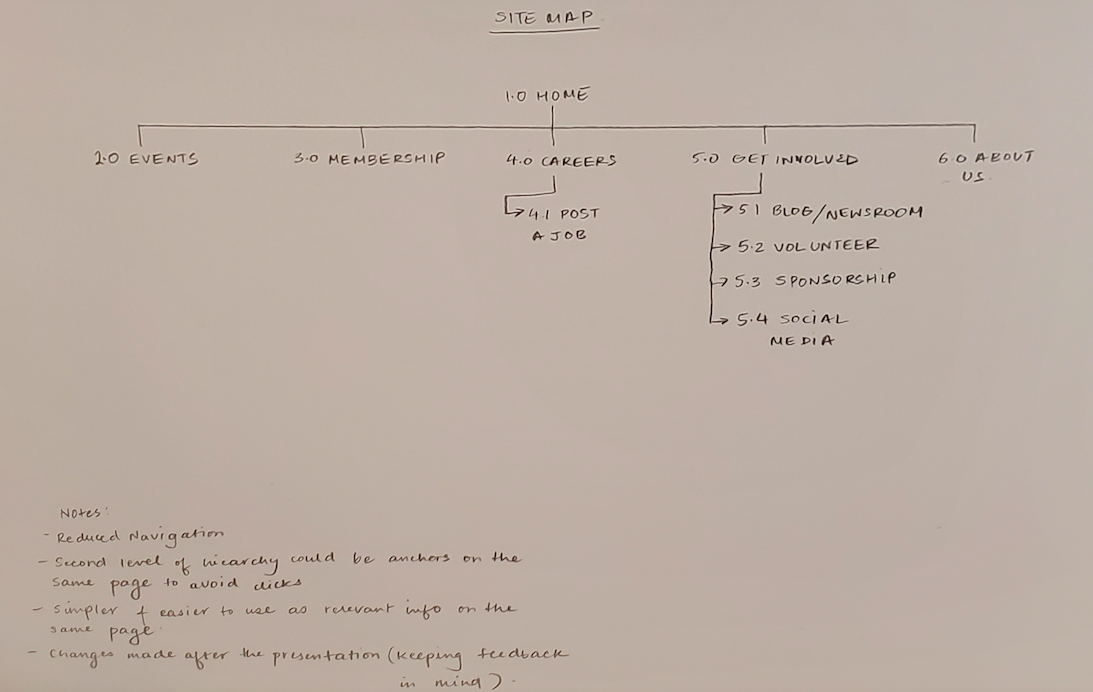 SITE MAP
1.0 HOME
2.0 EVENTS
3.0 MEMBERSHIP
4.0 CAREERS
5.0 GET INVOLVED
6.0 ABOUT
US.
4.1 POST
A JOB
5.1 BLOG/NEWSROOM
5.2 VOLUNTEER
5.3 SPONSORSHIP
5.4 SOCIAL
MEDIA
Notes:
- Reduced Navigation
- Second level of hiearchy could be anchors on the
same page to avoid clicks
- Simpler & easier to use as relevant info on the
same page.
- Changes made after the presentation (keeping feedback
in mind).